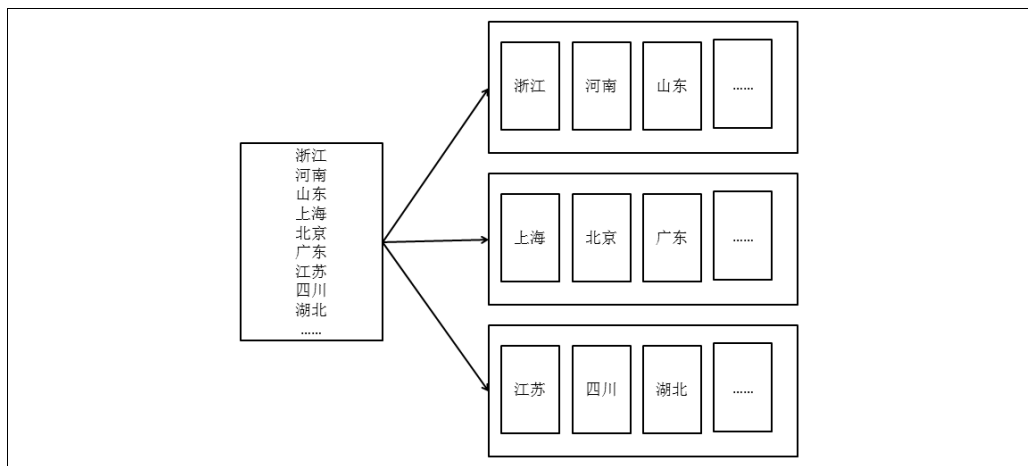 浙江
河南
山东
上海
北京
广东
江苏
四川
湖北
......
浙江 河南 山东 ......
上海 北京 广东 ......
江苏 四川 湖北 ......